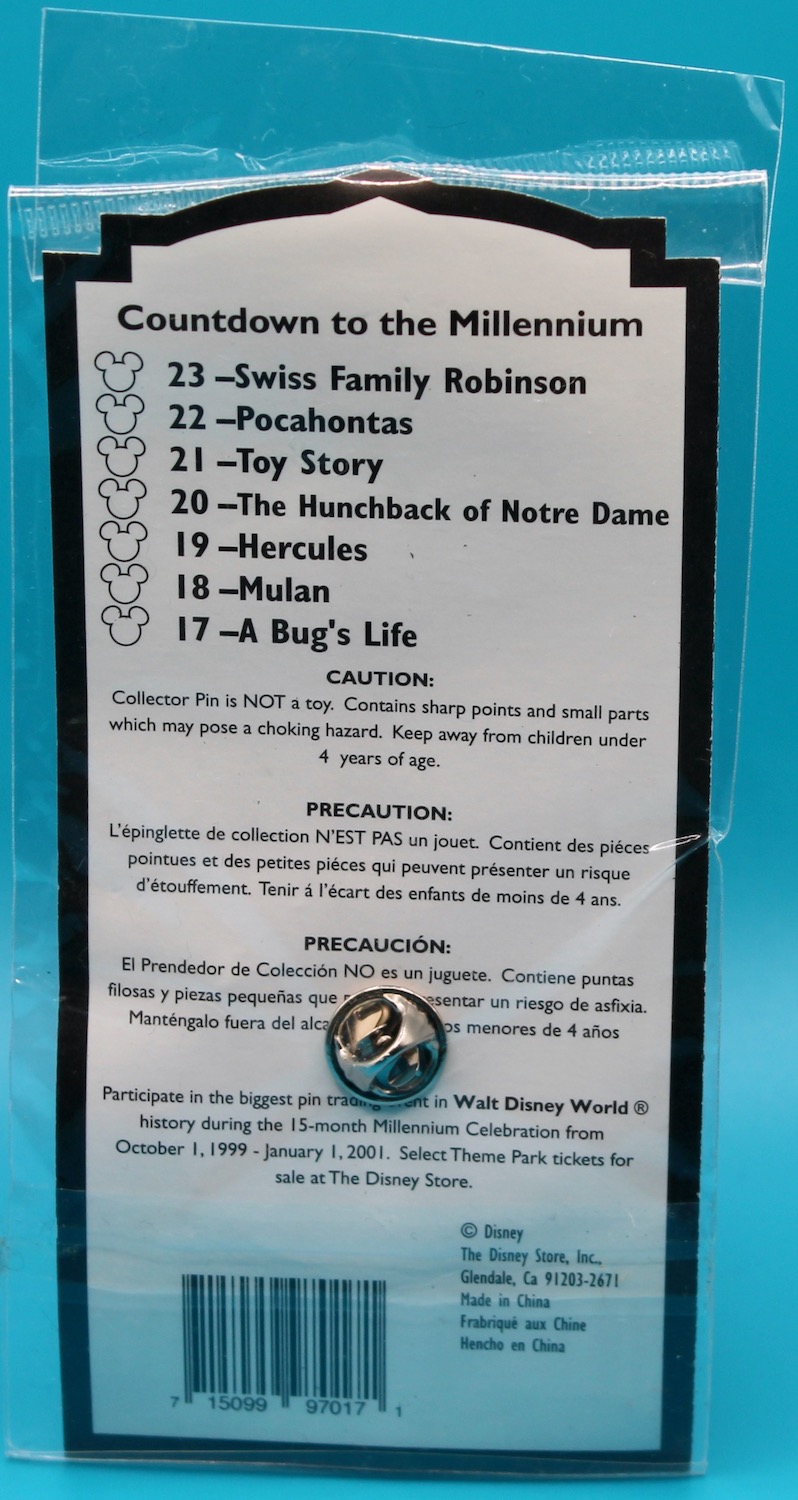 Countdown to the Millennium
23 –Swiss Family Robinson
22 –Pocahontas
21 –Toy Story
20 –The Hunchback of Notre Dame
19 –Hercules
18 –Mulan
17 –A Bug's Life
CAUTION:
Collector Pin is NOT a toy. Contains sharp points and small parts
which may pose a choking hazard. Keep away from children under
4 years of age.
PRECAUTION:
L'épinglette de collection N'EST PAS un jouet. Contient des piéces
pointues et des petites piéces qui peuvent présenter un risque
d'étouffement. Tenir á l'écart des enfants de moins de 4 ans.
PRECAUCIÓN:
El Prendedor de Colección NO es un juguete. Contiene puntas
filosas y piezas pequeñas que un riesgo de asfixia.
Manténgalo fuera del menores de 4 años
Participate in the biggest pin trading event in Walt Disney World ®
history during the 15-month Millennium Celebration from
October 1, 1999 - January 1, 2001. Select Theme Park tickets for
sale at The Disney Store.
© Disney
The Disney Store, Inc.,
Glendale, Ca 91203-2671
Made in China
Frabriqué aux Chine
Hencho en China
7 15099 97017 1